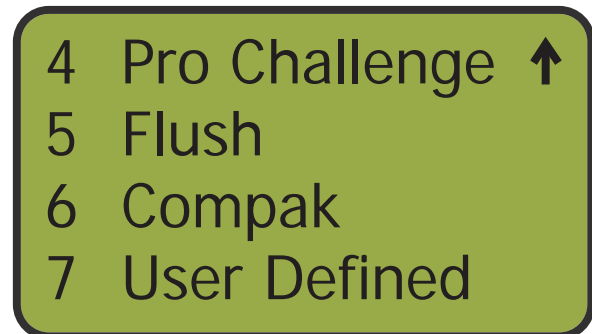 4 Pro Challenge ↑
5 Flush
6 Compak
7 User Defined